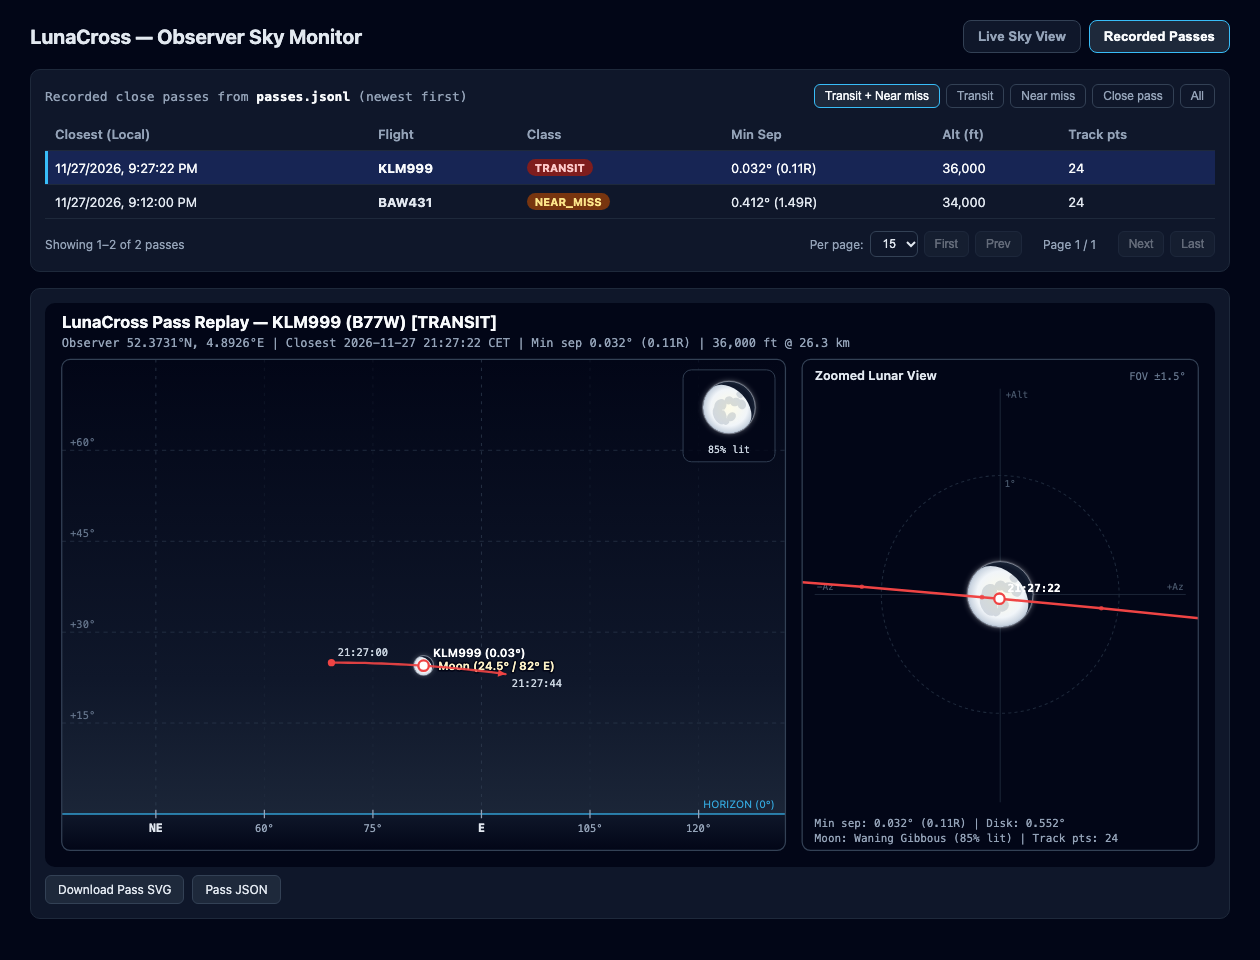 LunaCross — Observer Sky Monitor
Live Sky View
Recorded Passes
Recorded close passes from passes.jsonl (newest first)
Transit + Near miss
Transit
Near miss
Close pass
All
Closest (Local) Flight Class Min Sep Alt (ft) Track pts
11/27/2026, 9:27:22 PM KLM999 TRANSIT 0.032° (0.11R) 36,000 24
11/27/2026, 9:12:00 PM BAW431 NEAR_MISS 0.412° (1.49R) 34,000 24
Showing 1–2 of 2 passes
Per page: 15
First
Prev
Page 1 / 1
Next
Last
LunaCross Pass Replay — KLM999 (B77W) [TRANSIT]
Observer 52.3731°N, 4.8926°E | Closest 2026-11-27 21:27:22 CET | Min sep 0.032° (0.11R) | 36,000 ft @ 26.3 km
85% lit
+60°
+45°
+30°
+15°
21:27:00
KLM999 (0.03°)
Moon (24.5° / 82° E)
21:27:44
HORIZON (0°)
NE 60° 75° E 105° 120°
Zoomed Lunar View
FOV ±1.5°
+Alt
1°
21:27:22
−Az
+Az
Min sep: 0.032° (0.11R) | Disk: 0.552°
Moon: Waning Gibbous (85% lit) | Track pts: 24
Download Pass SVG
Pass JSON